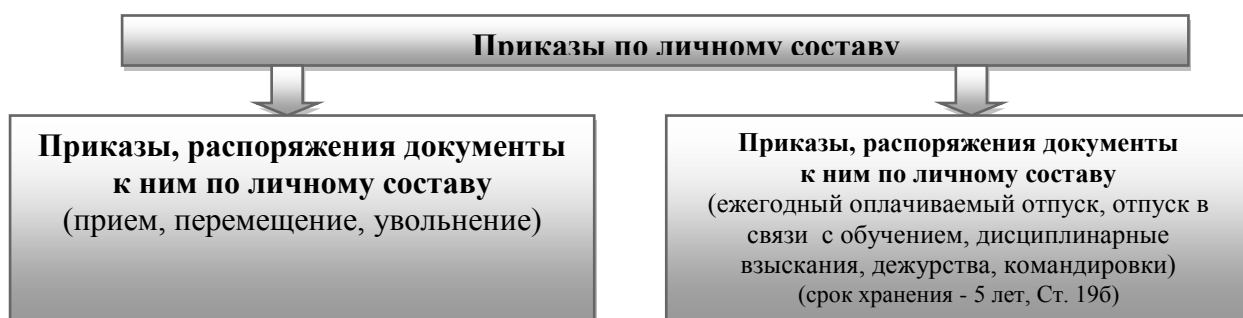 Приказы по личному составу
Приказы, распоряжения документы
к ним по личному составу
(прием, перемещение, увольнение)
Приказы, распоряжения документы
к ним по личному составу
(ежегодный оплачиваемый отпуск, отпуск в
связи с обучением, дисциплинарные
взыскания, дежурства, командировки)
(срок хранения - 5 лет, Ст. 19б)